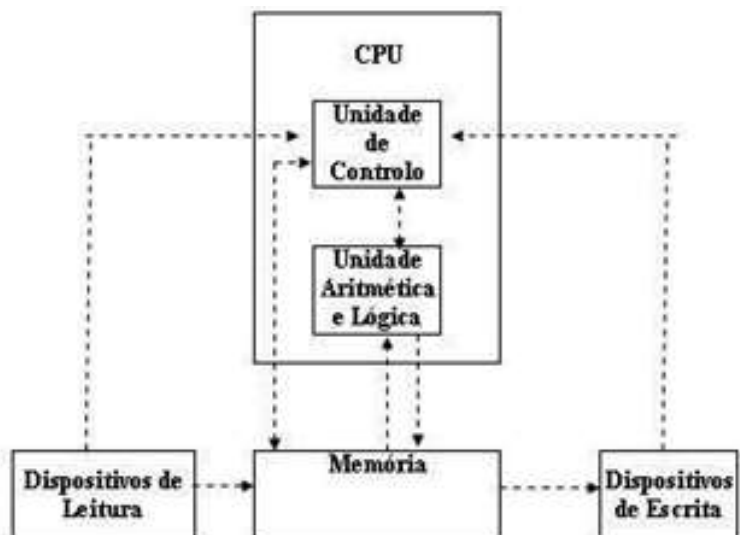 CPU
Unidade
de
Controlo
Unidade
Aritmética
e Lógica
Dispositivos de
Leitura
Memória
Dispositivos
de Escrita